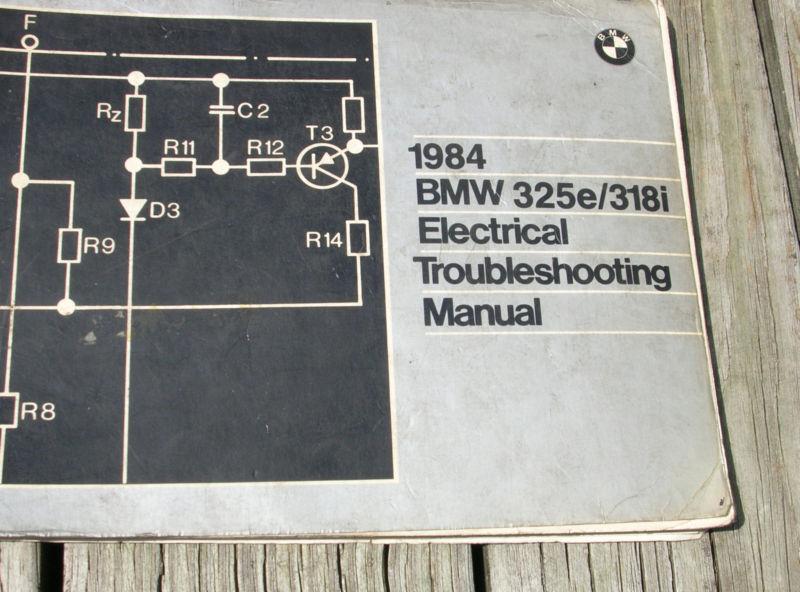 F
BMW
Rz
C2
T3
R11
R12
D3
R9
R14
R8
1984
BMW 325e/318i
Electrical
Troubleshooting
Manual